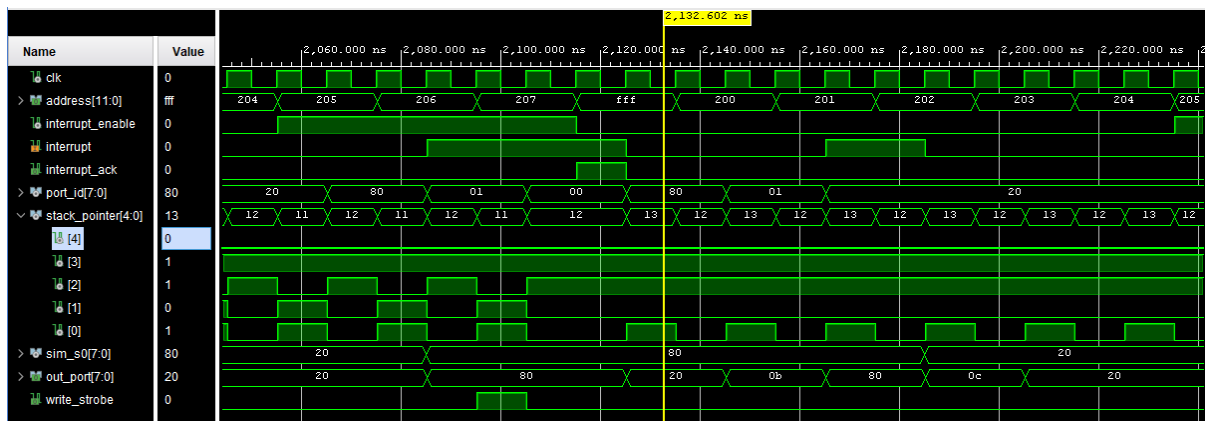 2,132.602 ns
Name Value
2,060.000 ns 2,080.000 ns 2,100.000 ns 2,120.000 ns 2,140.000 ns 2,160.000 ns 2,180.000 ns 2,200.000 ns 2,220.000 ns
clk 0
address[11:0] fff 204 205 206 207 fff 200 201 202 203 204 205
interrupt_enable 0
interrupt 0
interrupt_ack 0
port_id[7:0] 80 20 80 01 00 80 01 20
stack_pointer[4:0] 13 12 11 12 11 12 11 12 13 12 13 12 13 12 13 12 13 12 13 12
[4] 0
[3] 1
[2] 1
[1] 0
[0] 1
sim_s0[7:0] 80 20 80 20
out_port[7:0] 20 20 80 20 0b 80 0c 20
write_strobe 0